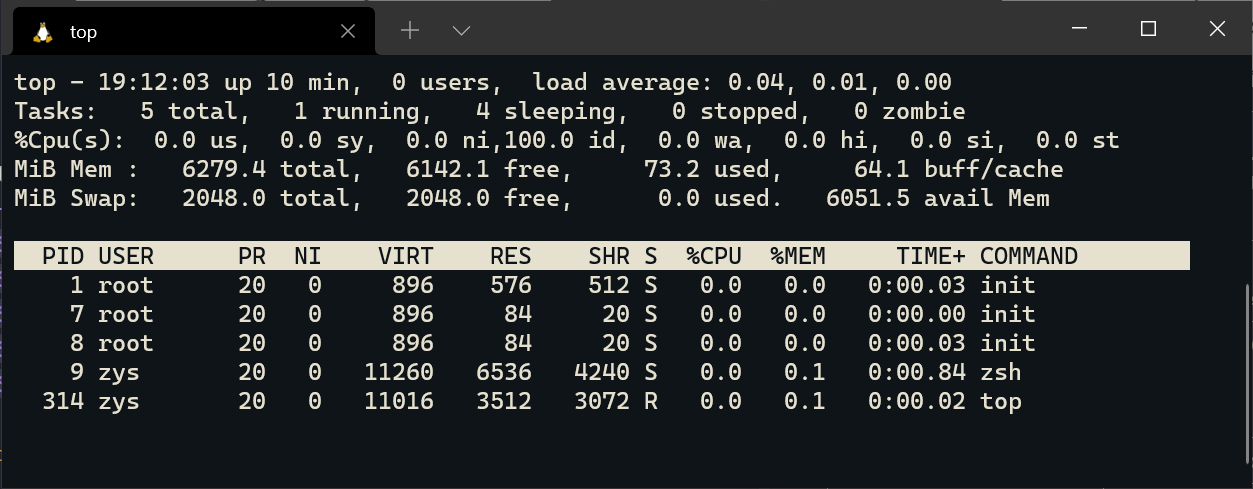 top
top - 19:12:03 up 10 min,  0 users,  load average: 0.04, 0.01, 0.00
Tasks:   5 total,   1 running,   4 sleeping,   0 stopped,   0 zombie
%Cpu(s):  0.0 us,  0.0 sy,  0.0 ni,100.0 id,  0.0 wa,  0.0 hi,  0.0 si,  0.0 st
MiB Mem :   6279.4 total,   6142.1 free,     73.2 used,     64.1 buff/cache
MiB Swap:   2048.0 total,   2048.0 free,      0.0 used.   6051.5 avail Mem
  PID USER      PR  NI    VIRT    RES    SHR S  %CPU  %MEM     TIME+ COMMAND
    1 root      20   0     896    576    512 S   0.0   0.0   0:00.03 init
    7 root      20   0     896     84     20 S   0.0   0.0   0:00.00 init
    8 root      20   0     896     84     20 S   0.0   0.0   0:00.03 init
    9 zys       20   0   11260   6536   4240 S   0.0   0.1   0:00.84 zsh
  314 zys       20   0   11016   3512   3072 R   0.0   0.1   0:00.02 top